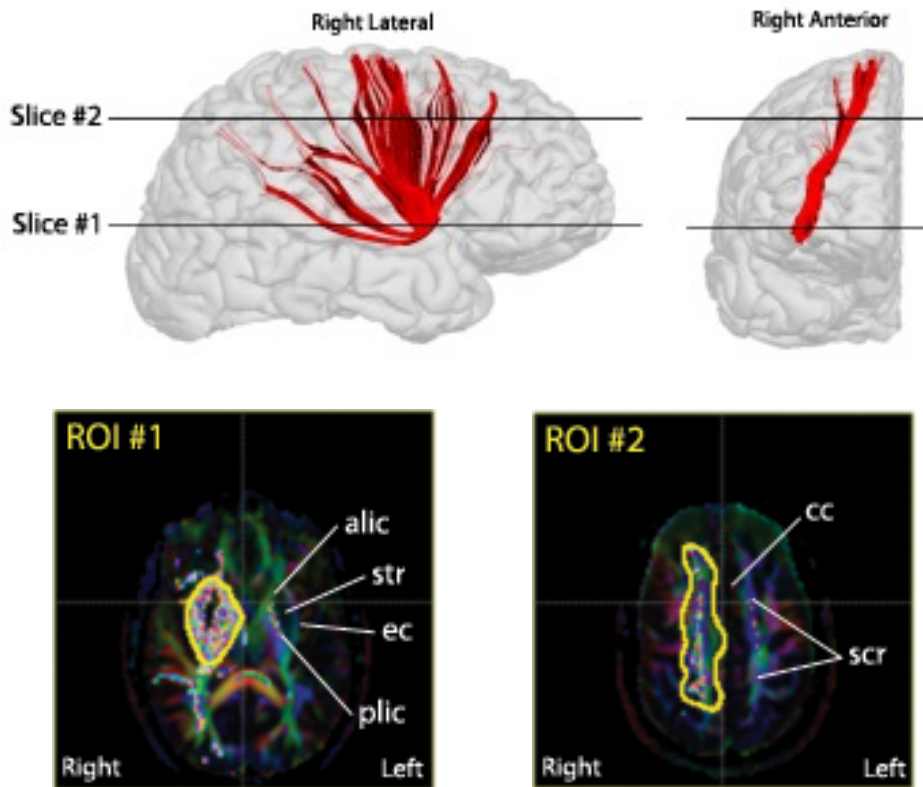 Right Lateral
Right Anterior
Slice #2
Slice #1
ROI #1
alic
str
ec
plic
Right
Left
ROI #2
cc
scr
Right
Left